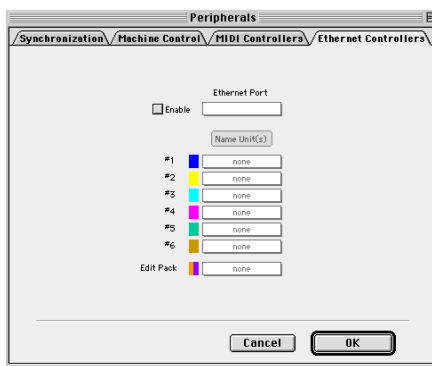 Peripherals
Synchronization Machine Control MIDI Controllers Ethernet Controllers
Ethernet Port
Enable
Name Unit(s)
#1 none
#2 none
#3 none
#4 none
#5 none
#6 none
Edit Pack none
Cancel OK